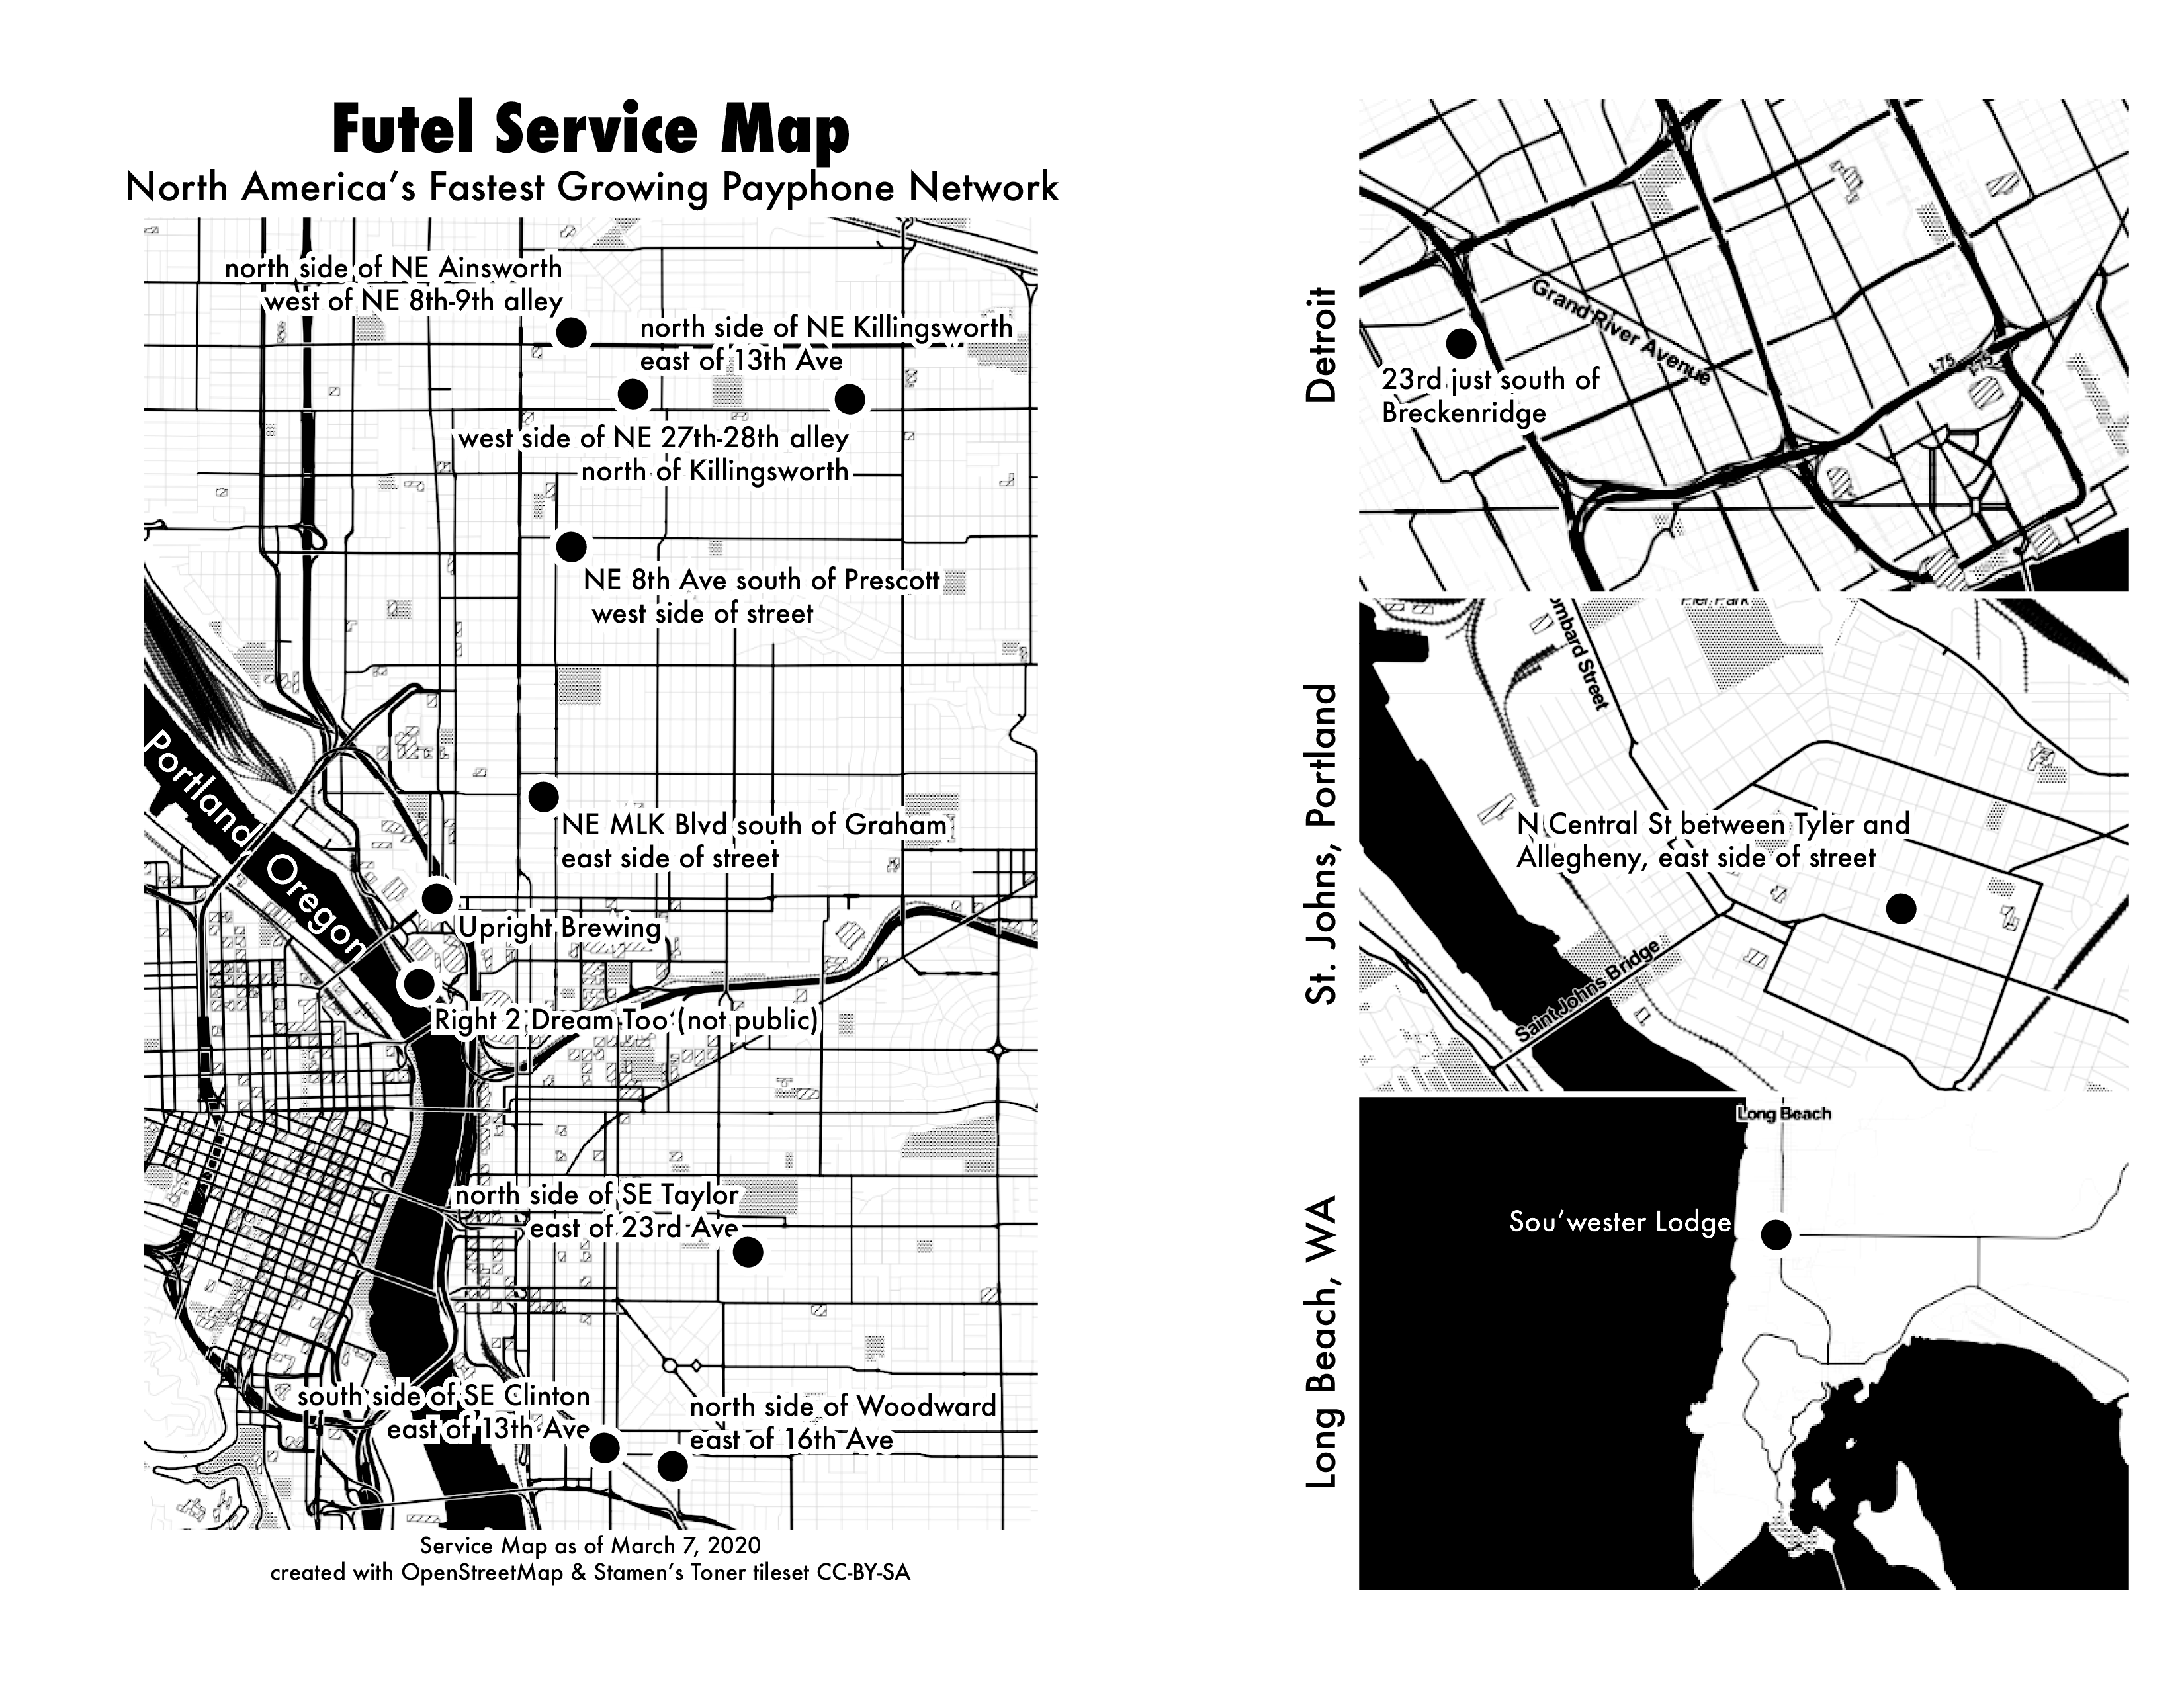 Futel Service Map
North America's Fastest Growing Payphone Network
north side of NE Ainsworth
west of NE 8th-9th alley
north side of NE Killingsworth
east of 13th Ave
west side of NE 27th-28th alley
north of Killingsworth
NE 8th Ave south of Prescott
west side of street
Portland Oregon
NE MLK Blvd south of Graham
east side of street
Upright Brewing
Right 2 Dream Too (not public)
north side of SE Taylor
east of 23rd Ave
south side of SE Clinton
east of 13th Ave
north side of Woodward
east of 16th Ave
Service Map as of March 7, 2020
created with OpenStreetMap & Stamen's Toner tileset CC-BY-SA
Detroit
Grand River Avenue
I-75
I-75
23rd just south of
Breckenridge
St. Johns, Portland
ombard Street
Pier Park
N Central St between Tyler and
Allegheny, east side of street
Saint Johns Bridge
Long Beach, WA
Long Beach
Sou'wester Lodge